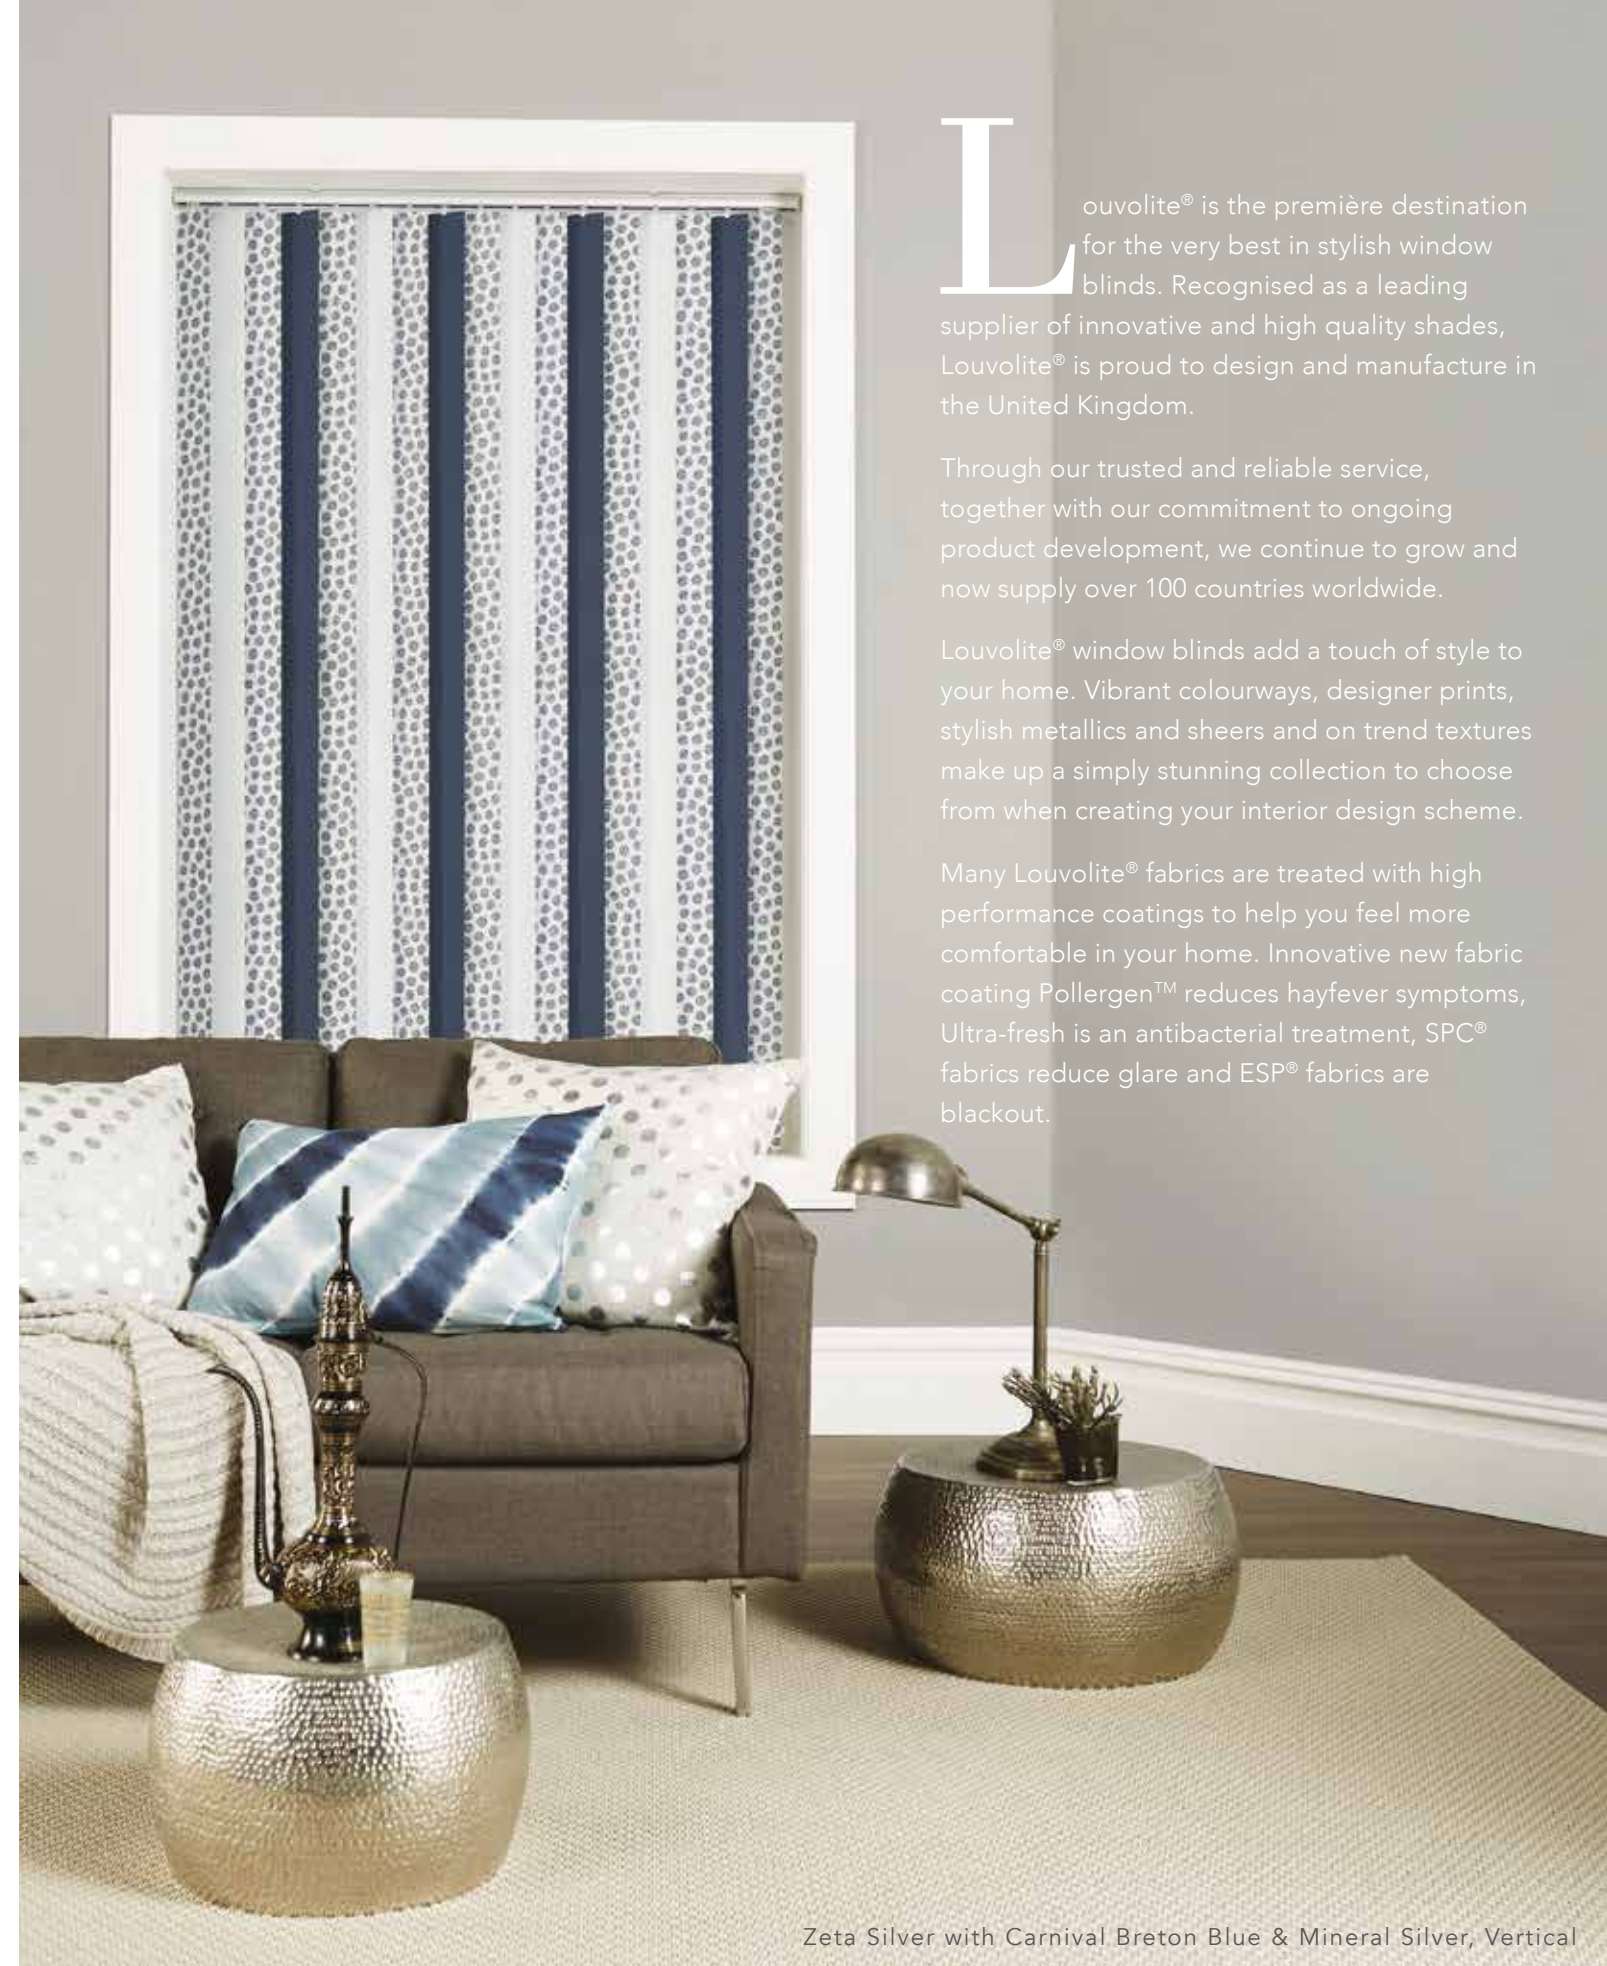 Louvolite® is the première destination
for the very best in stylish window
blinds. Recognised as a leading
supplier of innovative and high quality shades,
Louvolite® is proud to design and manufacture in
the United Kingdom.
Through our trusted and reliable service,
together with our commitment to ongoing
product development, we continue to grow and
now supply over 100 countries worldwide.
Louvolite® window blinds add a touch of style to
your home. Vibrant colourways, designer prints,
stylish metallics and sheers and on trend textures
make up a simply stunning collection to choose
from when creating your interior design scheme.
Many Louvolite® fabrics are treated with high
performance coatings to help you feel more
comfortable in your home. Innovative new fabric
coating Pollergen™ reduces hayfever symptoms,
Ultra-fresh is an antibacterial treatment, SPC®
fabrics reduce glare and ESP® fabrics are
blackout.
Zeta Silver with Carnival Breton Blue & Mineral Silver, Vertical